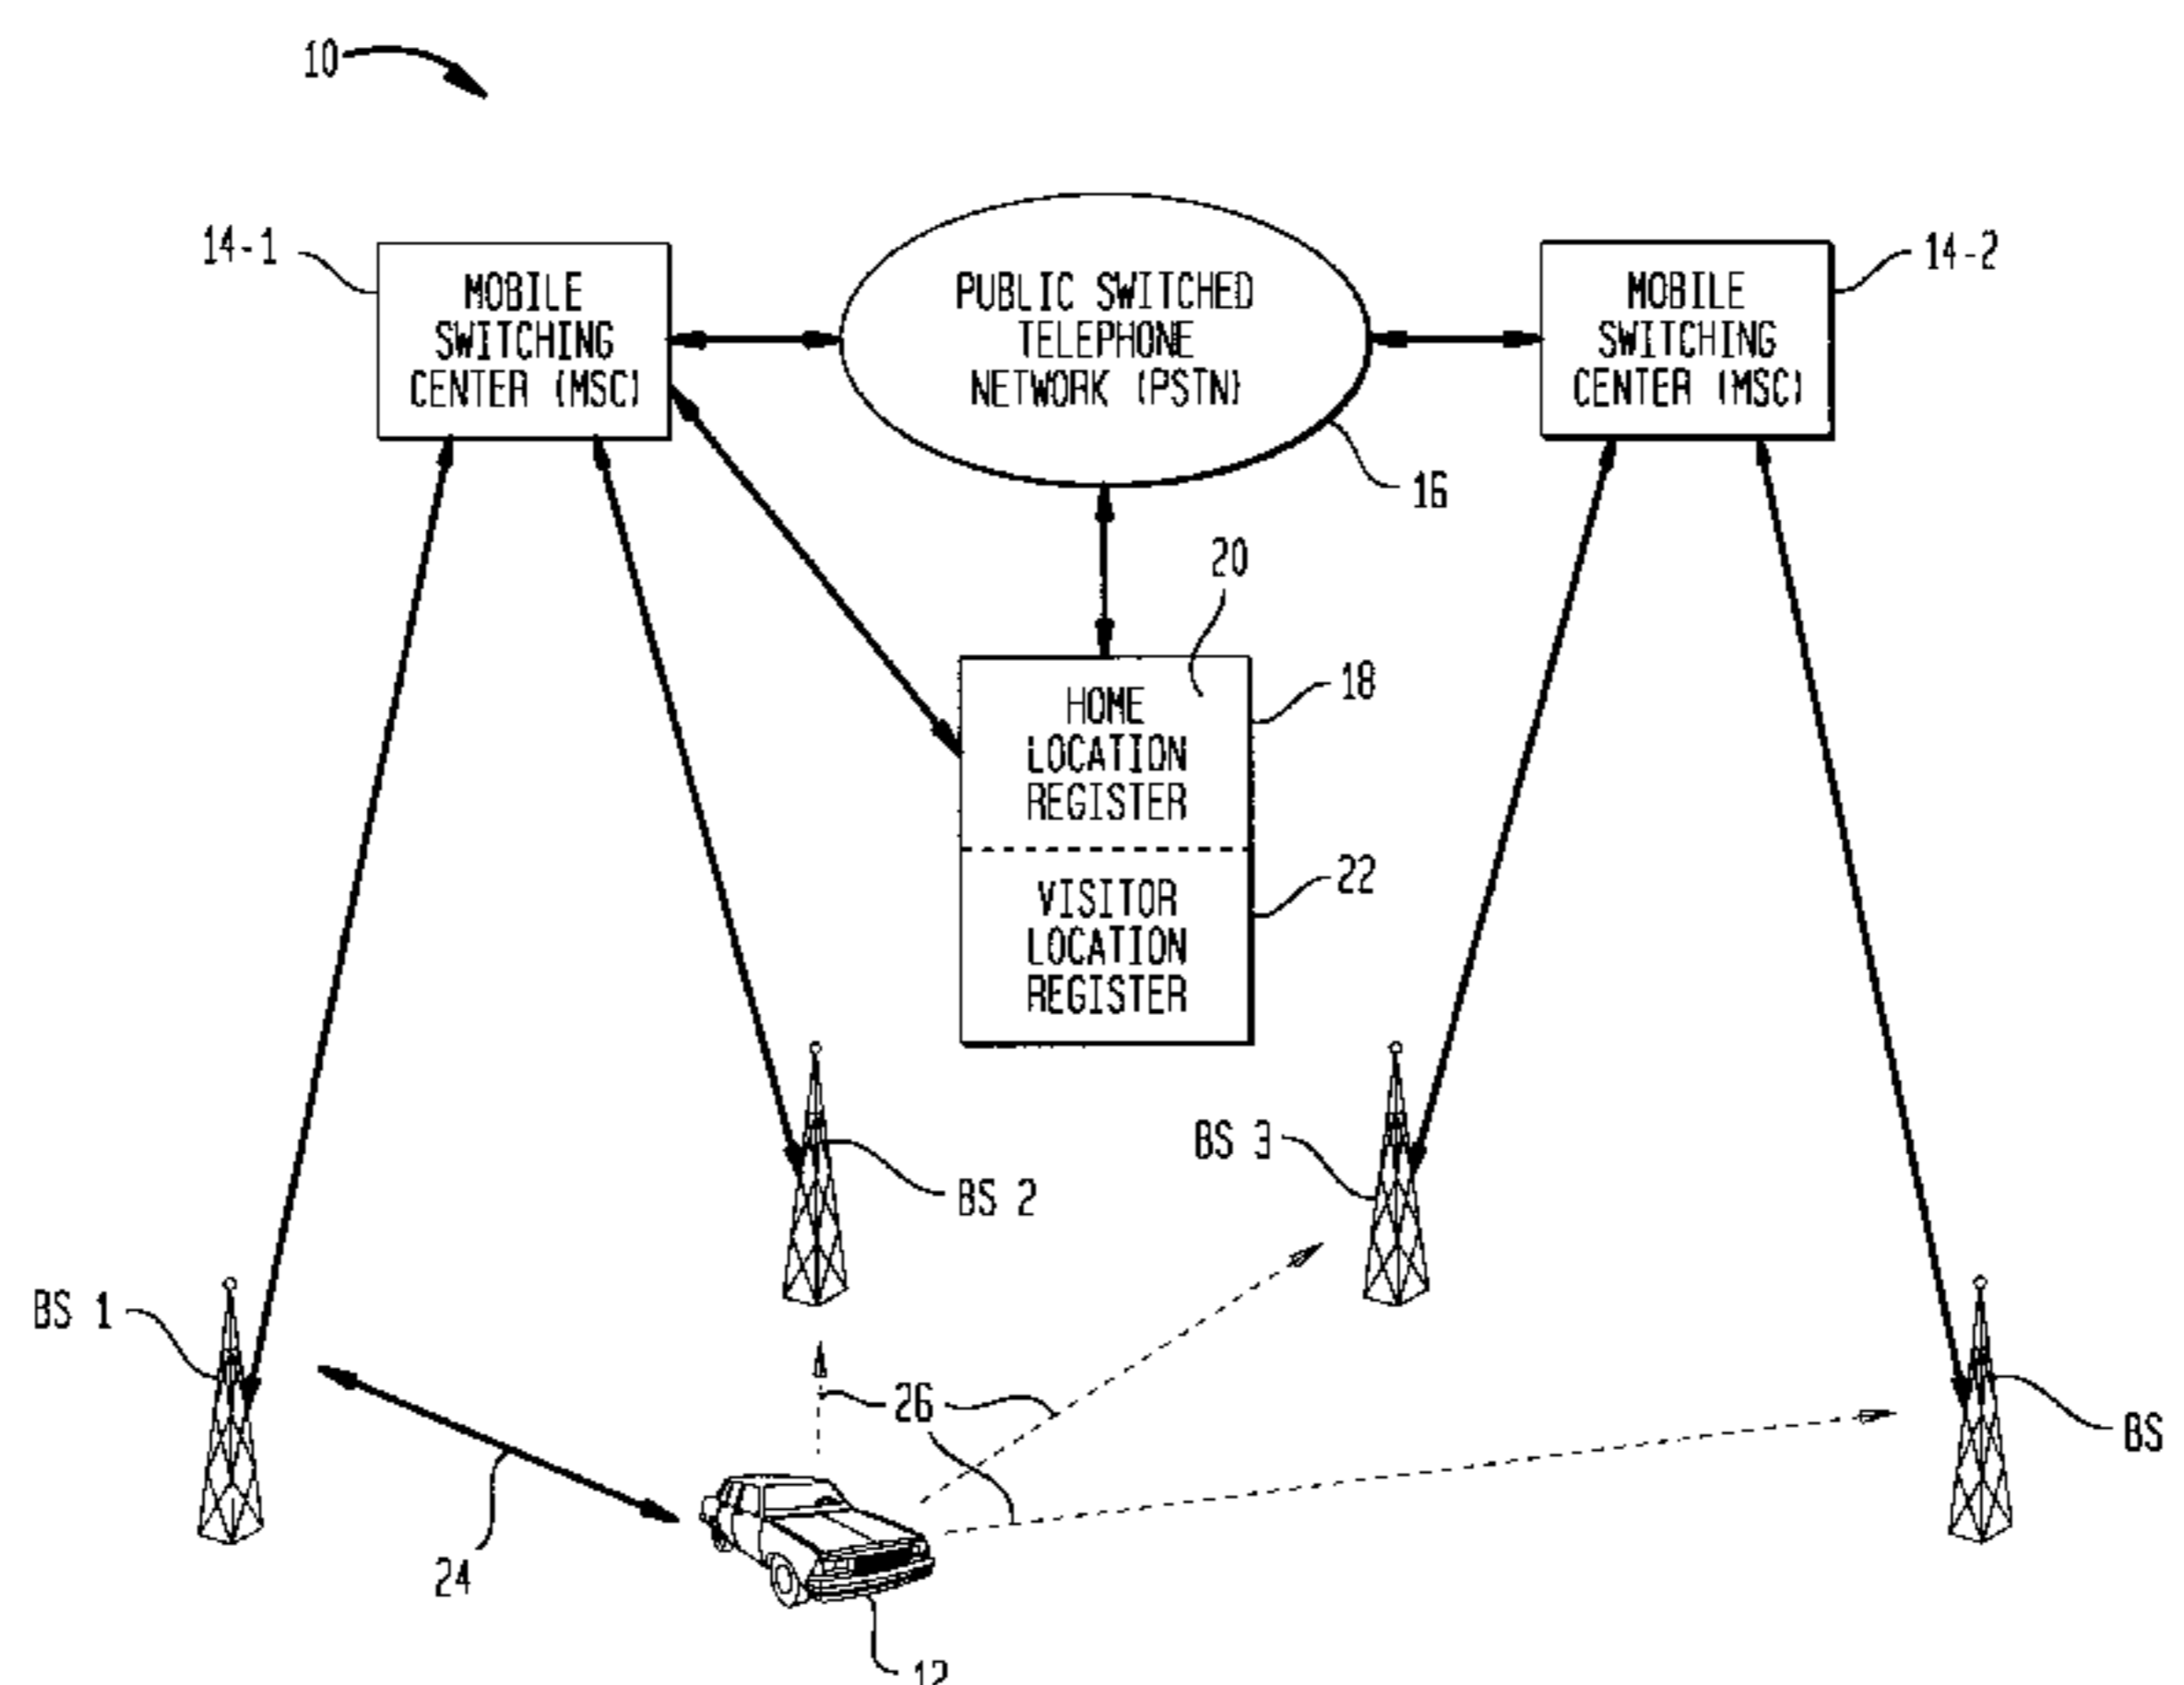 10
14-1
MOBILE
SWITCHING
CENTER (MSC)
PUBLIC SWITCHED
TELEPHONE
NETWORK (PSTN)
MOBILE
SWITCHING
CENTER (MSC)
14-2
16
20
HOME
LOCATION
REGISTER
18
VISITOR
LOCATION
REGISTER
22
BS 1
BS 2
BS 3
BS
26
24
12